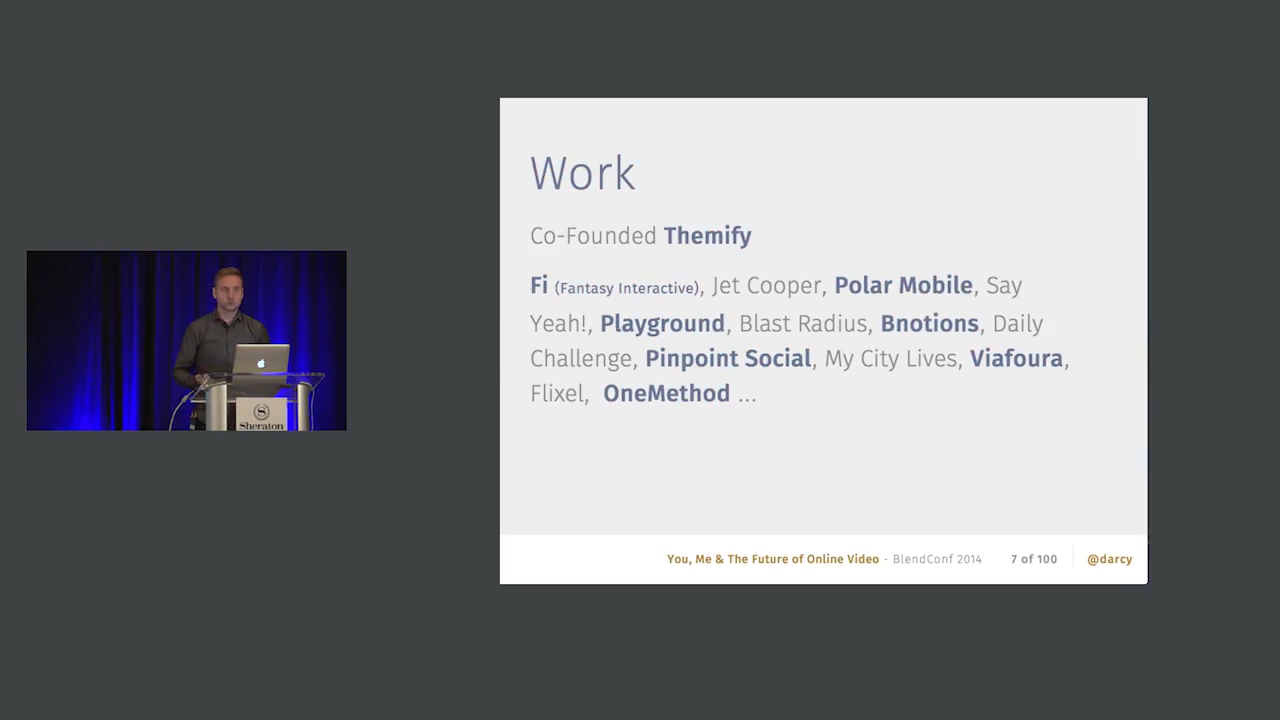 Work
Co-Founded Themify
Fi (Fantasy Interactive), Jet Cooper, Polar Mobile, Say
Yeah!, Playground, Blast Radius, Bnotions, Daily
Challenge, Pinpoint Social, My City Lives, Viafoura,
Flixel, OneMethod ...
You, Me & The Future of Online Video - BlendConf 2014 7 of 100 @darcy
S
Sheraton